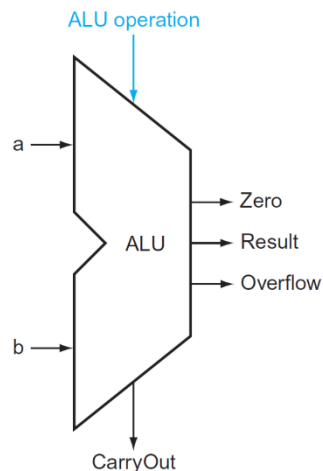 ALU operation
a
Zero
ALU
Result
Overflow
b
CarryOut